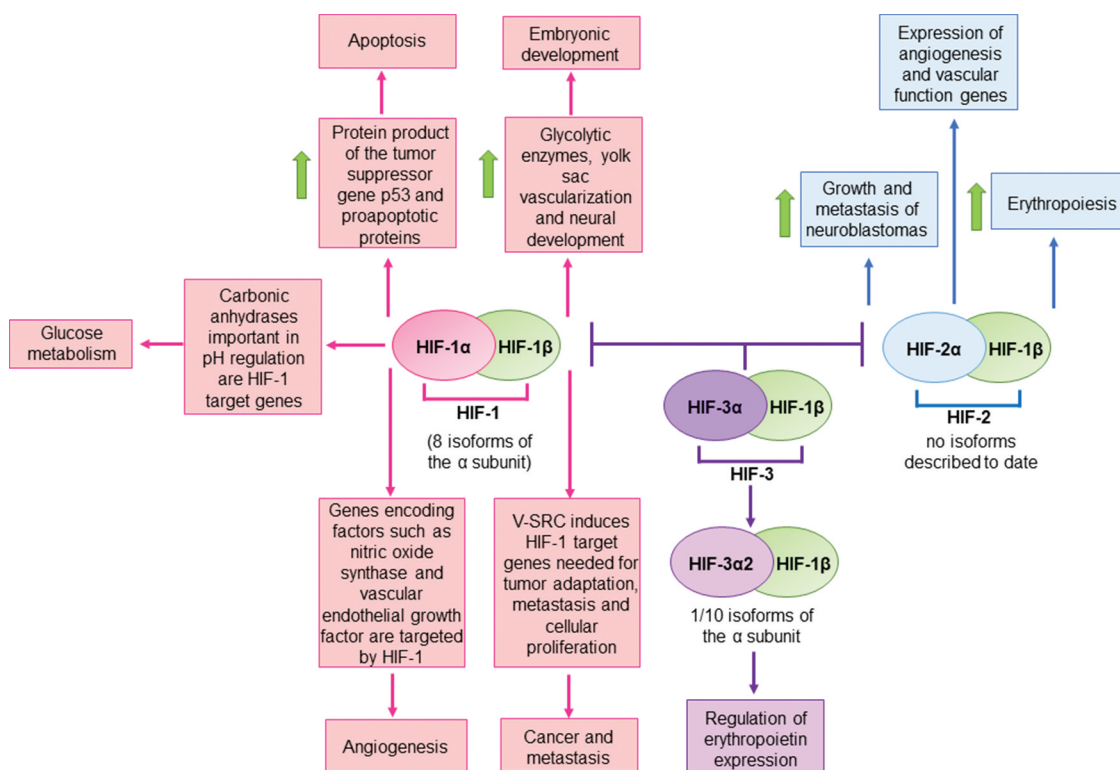 Apoptosis
Embryonic
development
Expression of
angiogenesis
and vascular
function genes
Protein product
of the tumor
suppressor
gene p53 and
proapoptotic
proteins
Glycolytic
enzymes, yolk
sac
vascularization
and neural
development
Growth and
metastasis of
neuroblastomas
Erythropoiesis
Glucose
metabolism
Carbonic
anhydrases
important in
pH regulation
are HIF-1
target genes
HIF-1α
HIF-1β
HIF-1
(8 isoforms of
the α subunit)
HIF-3α
HIF-1β
HIF-3
HIF-2α
HIF-1β
HIF-2
no isoforms
described to date
Genes encoding
factors such as
nitric oxide
synthase and
vascular
endothelial growth
factor are targeted
by HIF-1
V-SRC induces
HIF-1 target
genes needed for
tumor adaptation,
metastasis and
cellular
proliferation
HIF-3α2
HIF-1β
1/10 isoforms of
the α subunit
Angiogenesis
Cancer and
metastasis
Regulation of
erythropoietin
expression